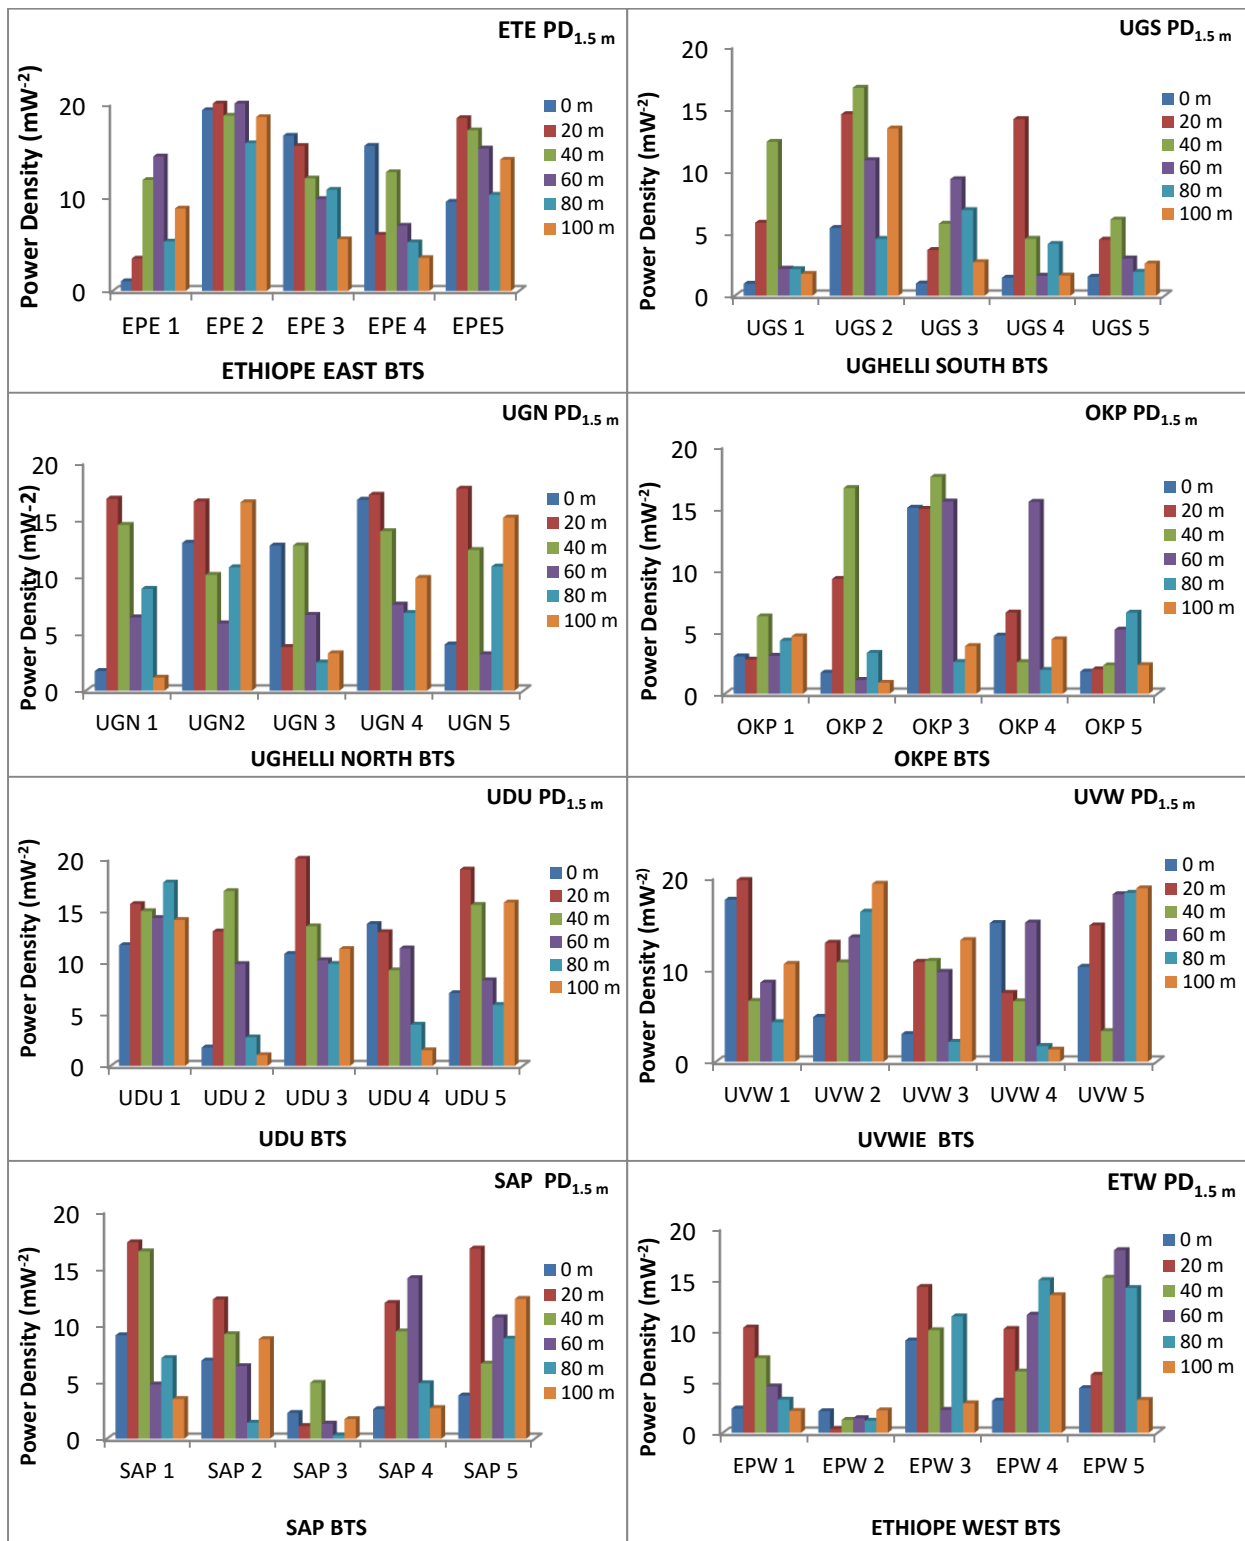 ETE PD1.5 m
Power Density (mW-2)
20
10
0
EPE 1 EPE 2 EPE 3 EPE 4 EPE5
ETHIOPE EAST BTS
0 m
20 m
40 m
60 m
80 m
100 m
UGS PD1.5 m
Power Density (mW-2)
20
15
10
5
0
UGS 1 UGS 2 UGS 3 UGS 4 UGS 5
UGHELLI SOUTH BTS
0 m
20 m
40 m
60 m
80 m
100 m
UGN PD1.5 m
Power Density (mW-2)
20
15
10
5
0
UGN 1 UGN2 UGN 3 UGN 4 UGN 5
UGHELLI NORTH BTS
0 m
20 m
40 m
60 m
80 m
100 m
OKP PD1.5 m
Power Density (mW-2)
20
15
10
5
0
OKP 1 OKP 2 OKP 3 OKP 4 OKP 5
OKPE BTS
0 m
20 m
40 m
60 m
80 m
100 m
UDU PD1.5 m
Power Density (mW-2)
20
15
10
5
0
UDU 1 UDU 2 UDU 3 UDU 4 UDU 5
UDU BTS
0 m
20 m
40 m
60 m
80 m
100 m
UVW PD1.5 m
Power Density (mW-2)
20
10
0
UVW 1 UVW 2 UVW 3 UVW 4 UVW 5
UVWIE BTS
0 m
20 m
40 m
60 m
80 m
100 m
SAP PD1.5 m
Power Density (mW-2)
20
15
10
5
0
SAP 1 SAP 2 SAP 3 SAP 4 SAP 5
SAP BTS
0 m
20 m
40 m
60 m
80 m
100 m
ETW PD1.5 m
Power Density (mW-2)
20
15
10
5
0
EPW 1 EPW 2 EPW 3 EPW 4 EPW 5
ETHIOPE WEST BTS
0 m
20 m
40 m
60 m
80 m
100 m